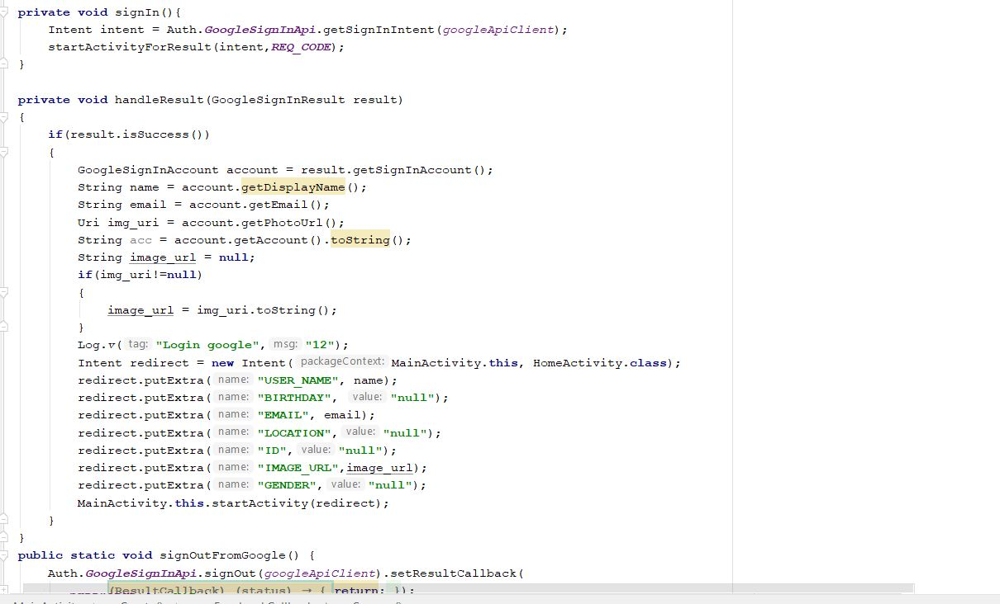 private void signIn(){
    Intent intent = Auth.GoogleSignInApi.getSignInIntent(googleApiClient);
    startActivityForResult(intent,REQ_CODE);
}

private void handleResult(GoogleSignInResult result)
{
    if(result.isSuccess())
    {
        GoogleSignInAccount account = result.getSignInAccount();
        String name = account.getDisplayName();
        String email = account.getEmail();
        Uri img_uri = account.getPhotoUrl();
        String acc = account.getAccount().toString();
        String image_url = null;
        if(img_uri!=null)
        {
            image_url = img_uri.toString();
        }
        Log.v( tag: "Login google", msg: "12");
        Intent redirect = new Intent( packageContext: MainActivity.this, HomeActivity.class);
        redirect.putExtra( name: "USER_NAME", name);
        redirect.putExtra( name: "BIRTHDAY", value: "null");
        redirect.putExtra( name: "EMAIL", email);
        redirect.putExtra( name: "LOCATION", value: "null");
        redirect.putExtra( name: "ID", value: "null");
        redirect.putExtra( name: "IMAGE_URL",image_url);
        redirect.putExtra( name: "GENDER", value: "null");
        MainActivity.this.startActivity(redirect);
    }
}
public static void signOutFromGoogle() {
    Auth.GoogleSignInApi.signOut(googleApiClient).setResultCallback(
            (ResultCallback) (status) → { return; });